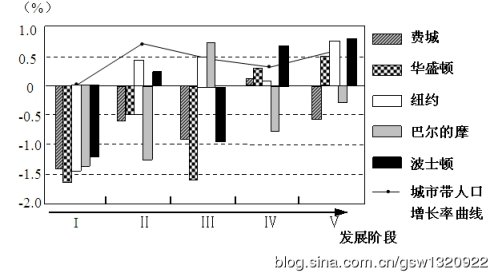 （%）
1.0
0.5
0
-0.5
-1.0
-1.5
-2.0
I
II
III
IV
V
发展阶段
费城
华盛顿
纽约
巴尔的摩
波士顿
城市带人口
增长率曲线
blog.sina.com.cn/gsw1320922